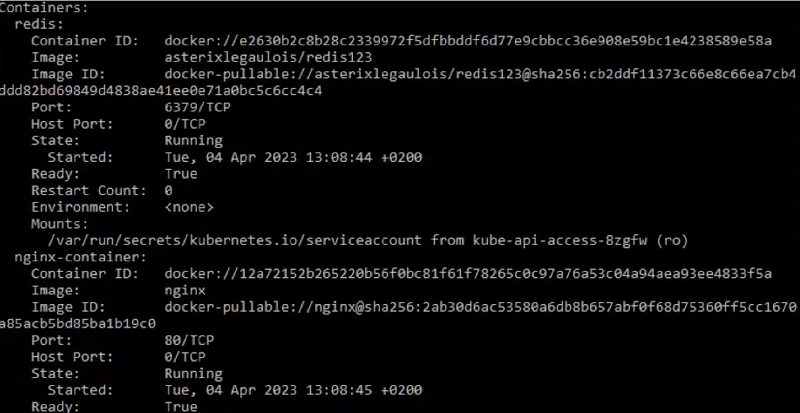 Containers:
redis:
Container ID: docker://e2630b2c8b28c2339972f5dfbbddf6d77e9cbbcc36e908e59bc1e4238589e58a
Image: asterixlegaulois/redis123
Image ID: docker-pullable://asterixlegaulois/redis123@sha256:cb2ddf11373c66e8c66ea7cb4
ddd82bd69849d4838ae41ee0e71a0bc5c6cc4c4
Port: 6379/TCP
Host Port: 0/TCP
State: Running
Started: Tue, 04 Apr 2023 13:08:44 +0200
Ready: True
Restart Count: 0
Environment: <none>
Mounts:
/var/run/secrets/kubernetes.io/serviceaccount from kube-api-access-8zgfw (ro)
nginx-container:
Container ID: docker://12a72152b265220b56f0bc81f61f78265c0c97a76a53c04a94aea93ee4833f5a
Image: nginx
Image ID: docker-pullable://nginx@sha256:2ab30d6ac53580a6db8b657abf0f68d75360ff5cc1670
a85acb5bd85ba1b19c0
Port: 80/TCP
Host Port: 0/TCP
State: Running
Started: Tue, 04 Apr 2023 13:08:45 +0200
Ready: True